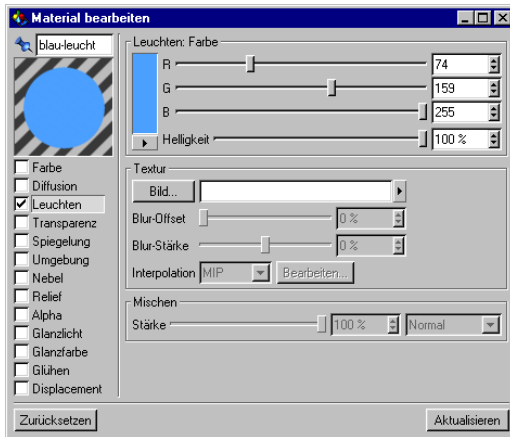 Material bearbeiten
blau-leucht
Leuchten: Farbe
R 74
G 159
B 255
Helligkeit 100 %
Farbe
Diffusion
Leuchten
Transparenz
Spiegelung
Umgebung
Nebel
Relief
Alpha
Glanzlicht
Glanzfarbe
Glühen
Displacement
Textur
Bild...
Blur-Offset 0 %
Blur-Stärke 0 %
Interpolation MIP Bearbeiten...
Mischen
Stärke 100 % Normal
Zurücksetzen Aktualisieren